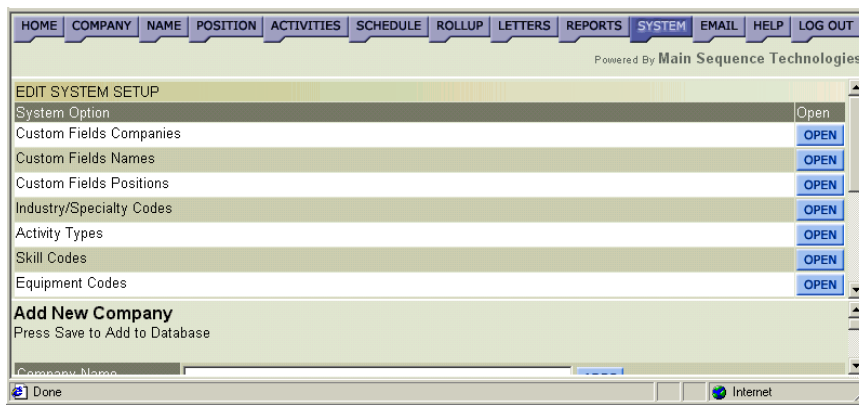 HOME COMPANY NAME POSITION ACTIVITIES SCHEDULE ROLLUP LETTERS REPORTS SYSTEM EMAIL HELP LOG OUT
Powered By Main Sequence Technologies
EDIT SYSTEM SETUP
System Option Open
Custom Fields Companies OPEN
Custom Fields Names OPEN
Custom Fields Positions OPEN
Industry/Specialty Codes OPEN
Activity Types OPEN
Skill Codes OPEN
Equipment Codes OPEN
Add New Company
Press Save to Add to Database
Company Name
Done Internet